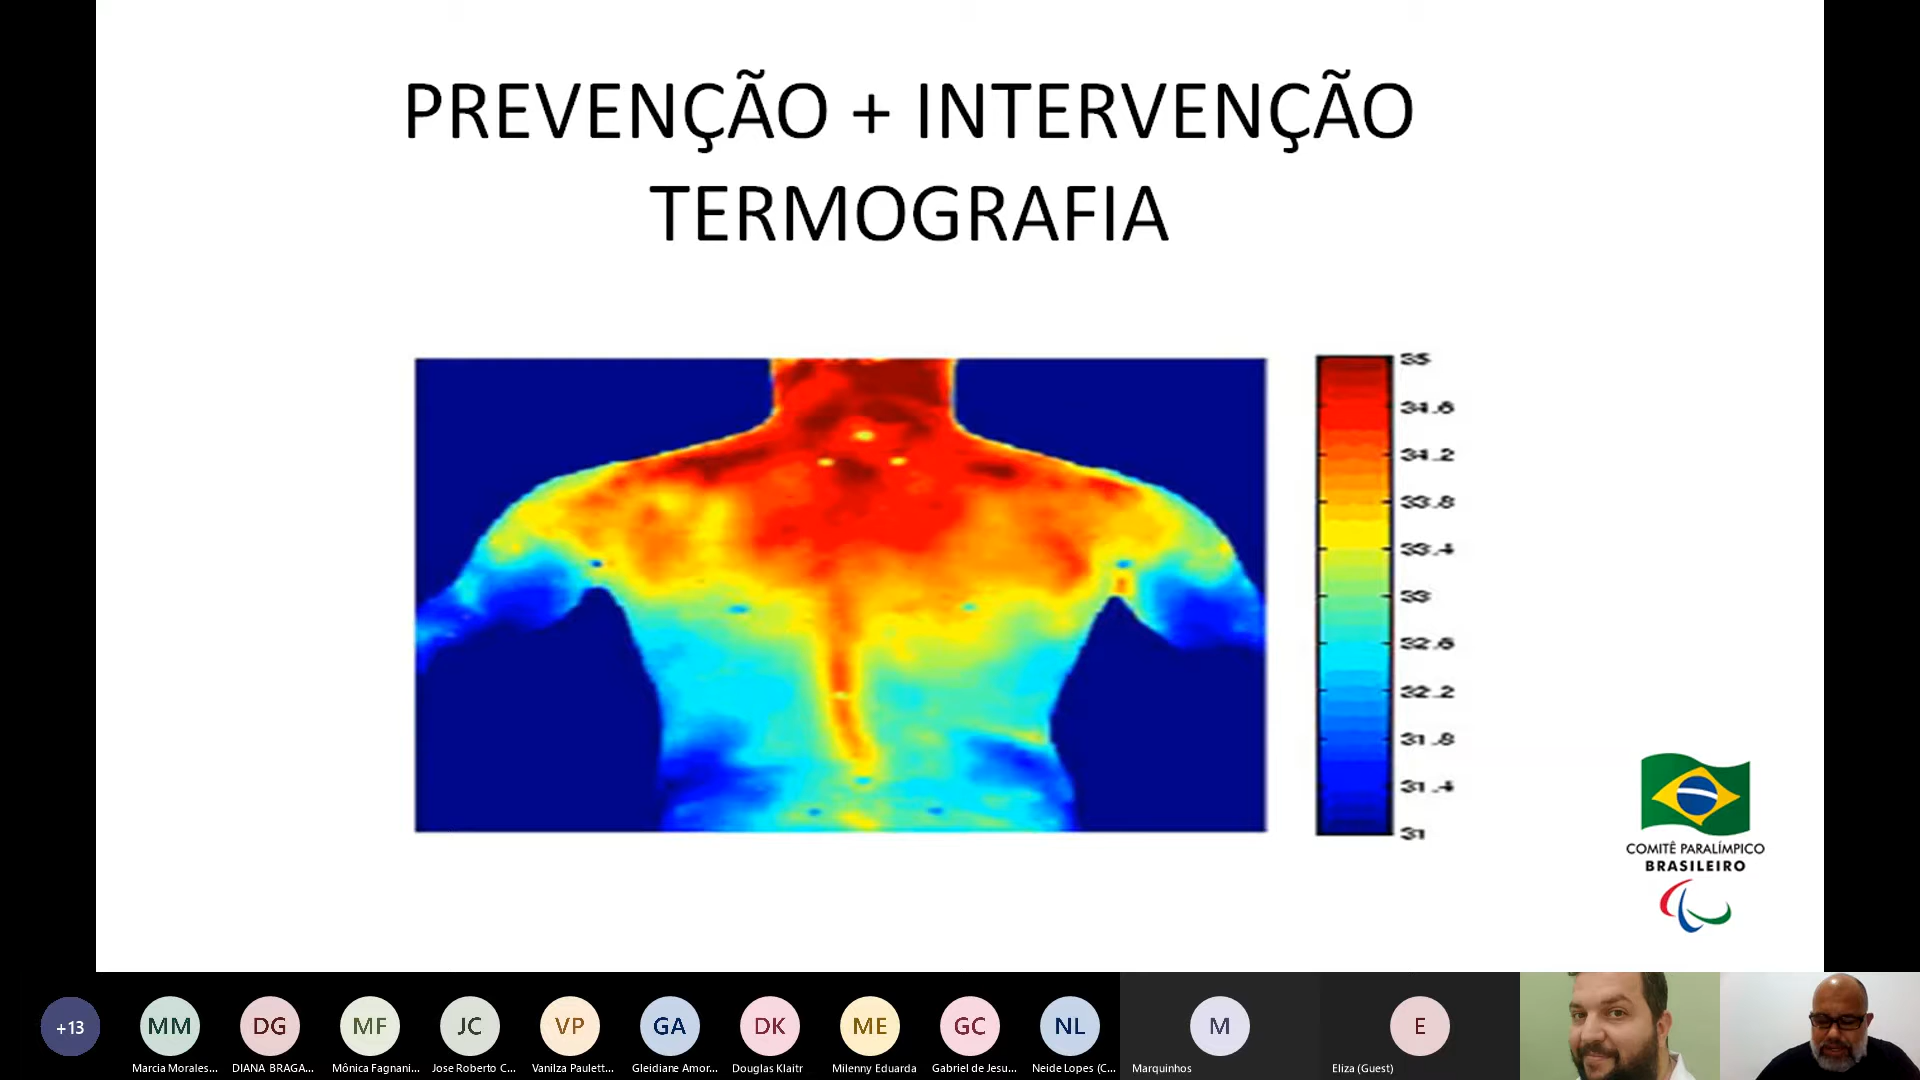 PREVENÇÃO + INTERVENÇÃO
TERMOGRAFIA
35
34.6
34.2
33.8
33.4
33
32.6
32.2
31.8
31.4
31
COMITÊ PARALÍMPICO
BRASILEIRO
+13
MM
DG
MF
JC
VP
GA
DK
ME
GC
NL
M
E
Marcia Morales...
DIANA BRAGA...
Mônica Fagnani...
Jose Roberto C...
Vanilza Paulett...
Gleidiane Amor...
Douglas Klaitr
Milenny Eduarda
Gabriel de Jesu...
Neide Lopes (C...
Marquinhos
Eliza (Guest)